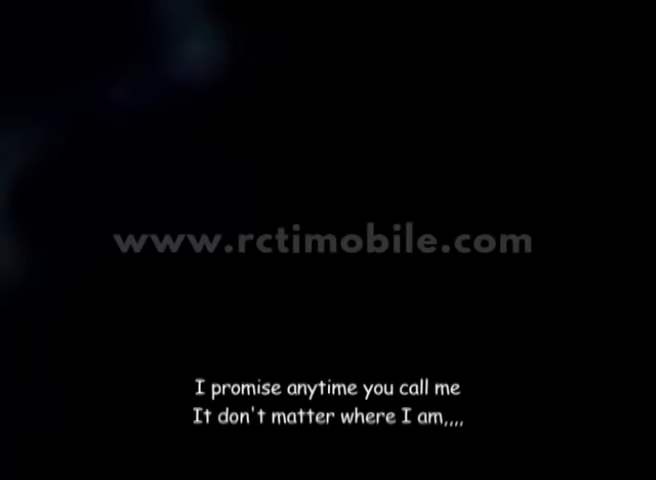 www.rctimobile.com
I promise anytime you call me
It don't matter where I am,,,,